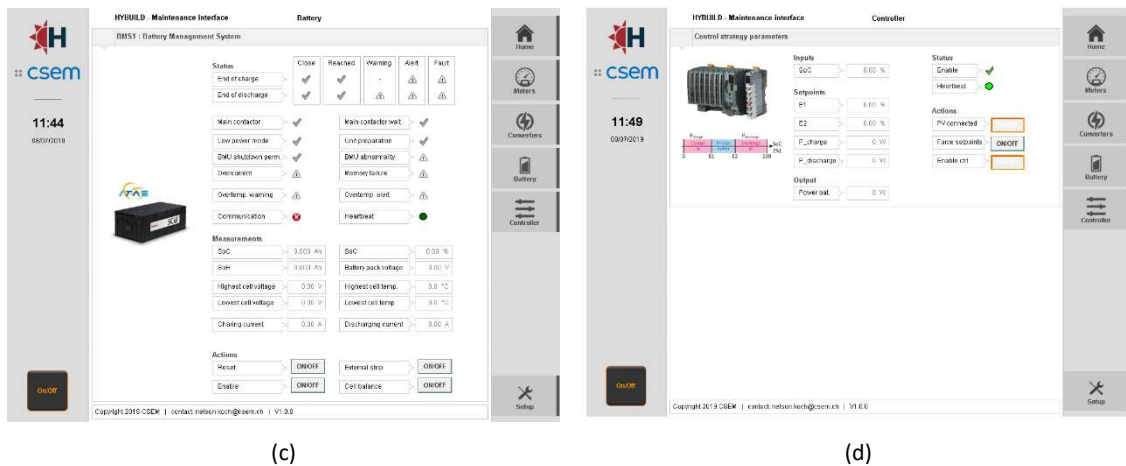 HYBUILD - Maintenance interface Battery
BMS1 : Battery Management System
H
csem
11:44
08/07/2019
On/Off
Status Close Reached Warning Alert Fault
End of charge -
End of discharge
Main contactor Main contactor wait
Low power mode Unit preparation
BMU shutdown perm. BMU abnormality
Overcurrent Memory failure
Overtemp. warning Overtemp. alert
Communication Heartbeat
Measurements
SoC 0.000 Ah SoC 0.00 %
SoH 0.000 Ah Battery pack voltage 0.00 V
Highest cell voltage 0.00 V Highest cell temp. 0.0 °C
Lowest cell voltage 0.00 V Lowest cell temp. 0.0 °C
Charing current 0.00 A Discharging current 0.00 A
Actions
Reset ON/OFF External stop ON/OFF
Enable ON/OFF Cell balance ON/OFF
Copyright 2019 CSEM | contact nelson.koch@csem.ch | V1.0.0
Home
Meters
Converters
Battery
Controller
Setup
(c)
HYBUILD - Maintenance interface Controller
Control strategy parameters
H
csem
11:49
08/07/2019
On/Off
P_charge P_discharge
0 E1 E2 100
SoC
[%]
Inputs
SoC 0.00 %
Setpoints
E1 0.00 %
E2 0.00 %
P_charge 0 W
P_discharge 0 W
Output
Power bat. 0 W
Status
Enable
Heartbeat
Actions
PV connected
Force setpoints ON/OFF
Enable ctrl
Copyright 2019 CSEM | contact nelson.koch@csem.ch | V1.0.0
Home
Meters
Converters
Battery
Controller
Setup
(d)